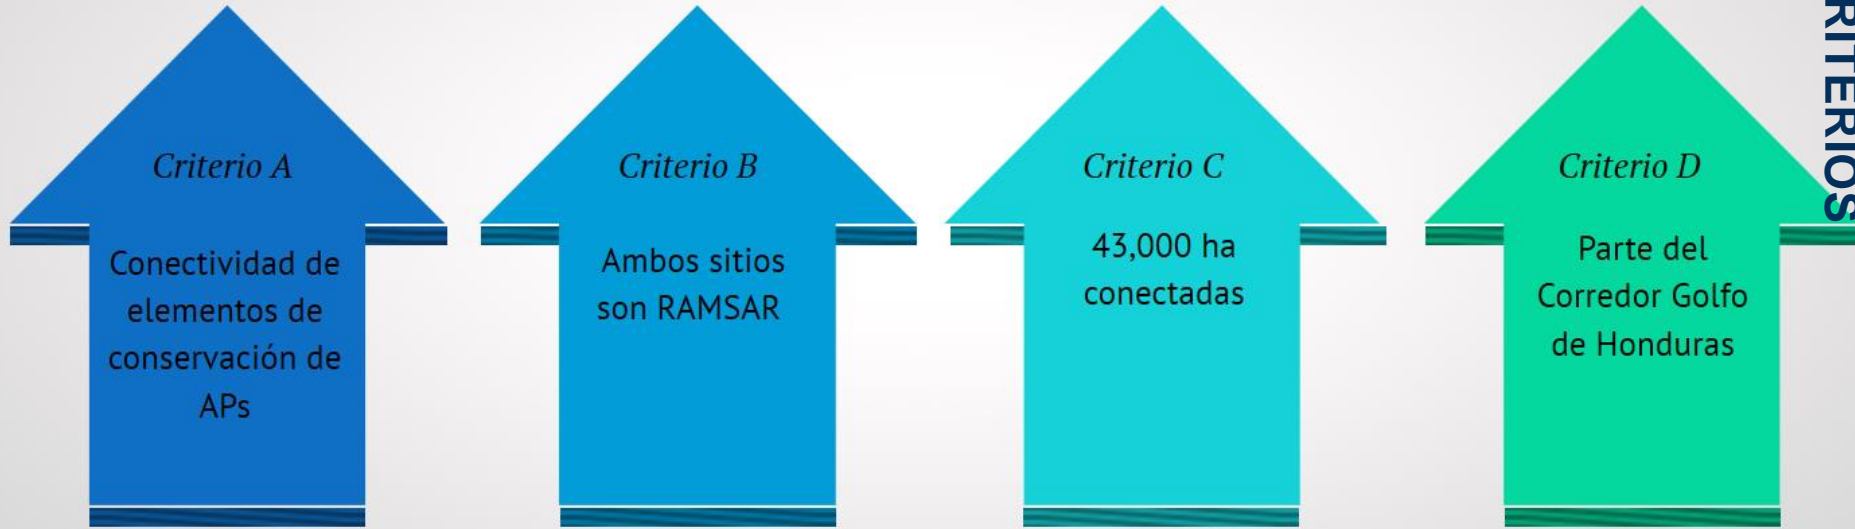 Criterio A
Conectividad de
elementos de
conservación de
APs
Criterio B
Ambos sitios
son RAMSAR
Criterio C
43,000 ha
conectadas
Criterio D
Parte del
Corredor Golfo
de Honduras
RITERIOS